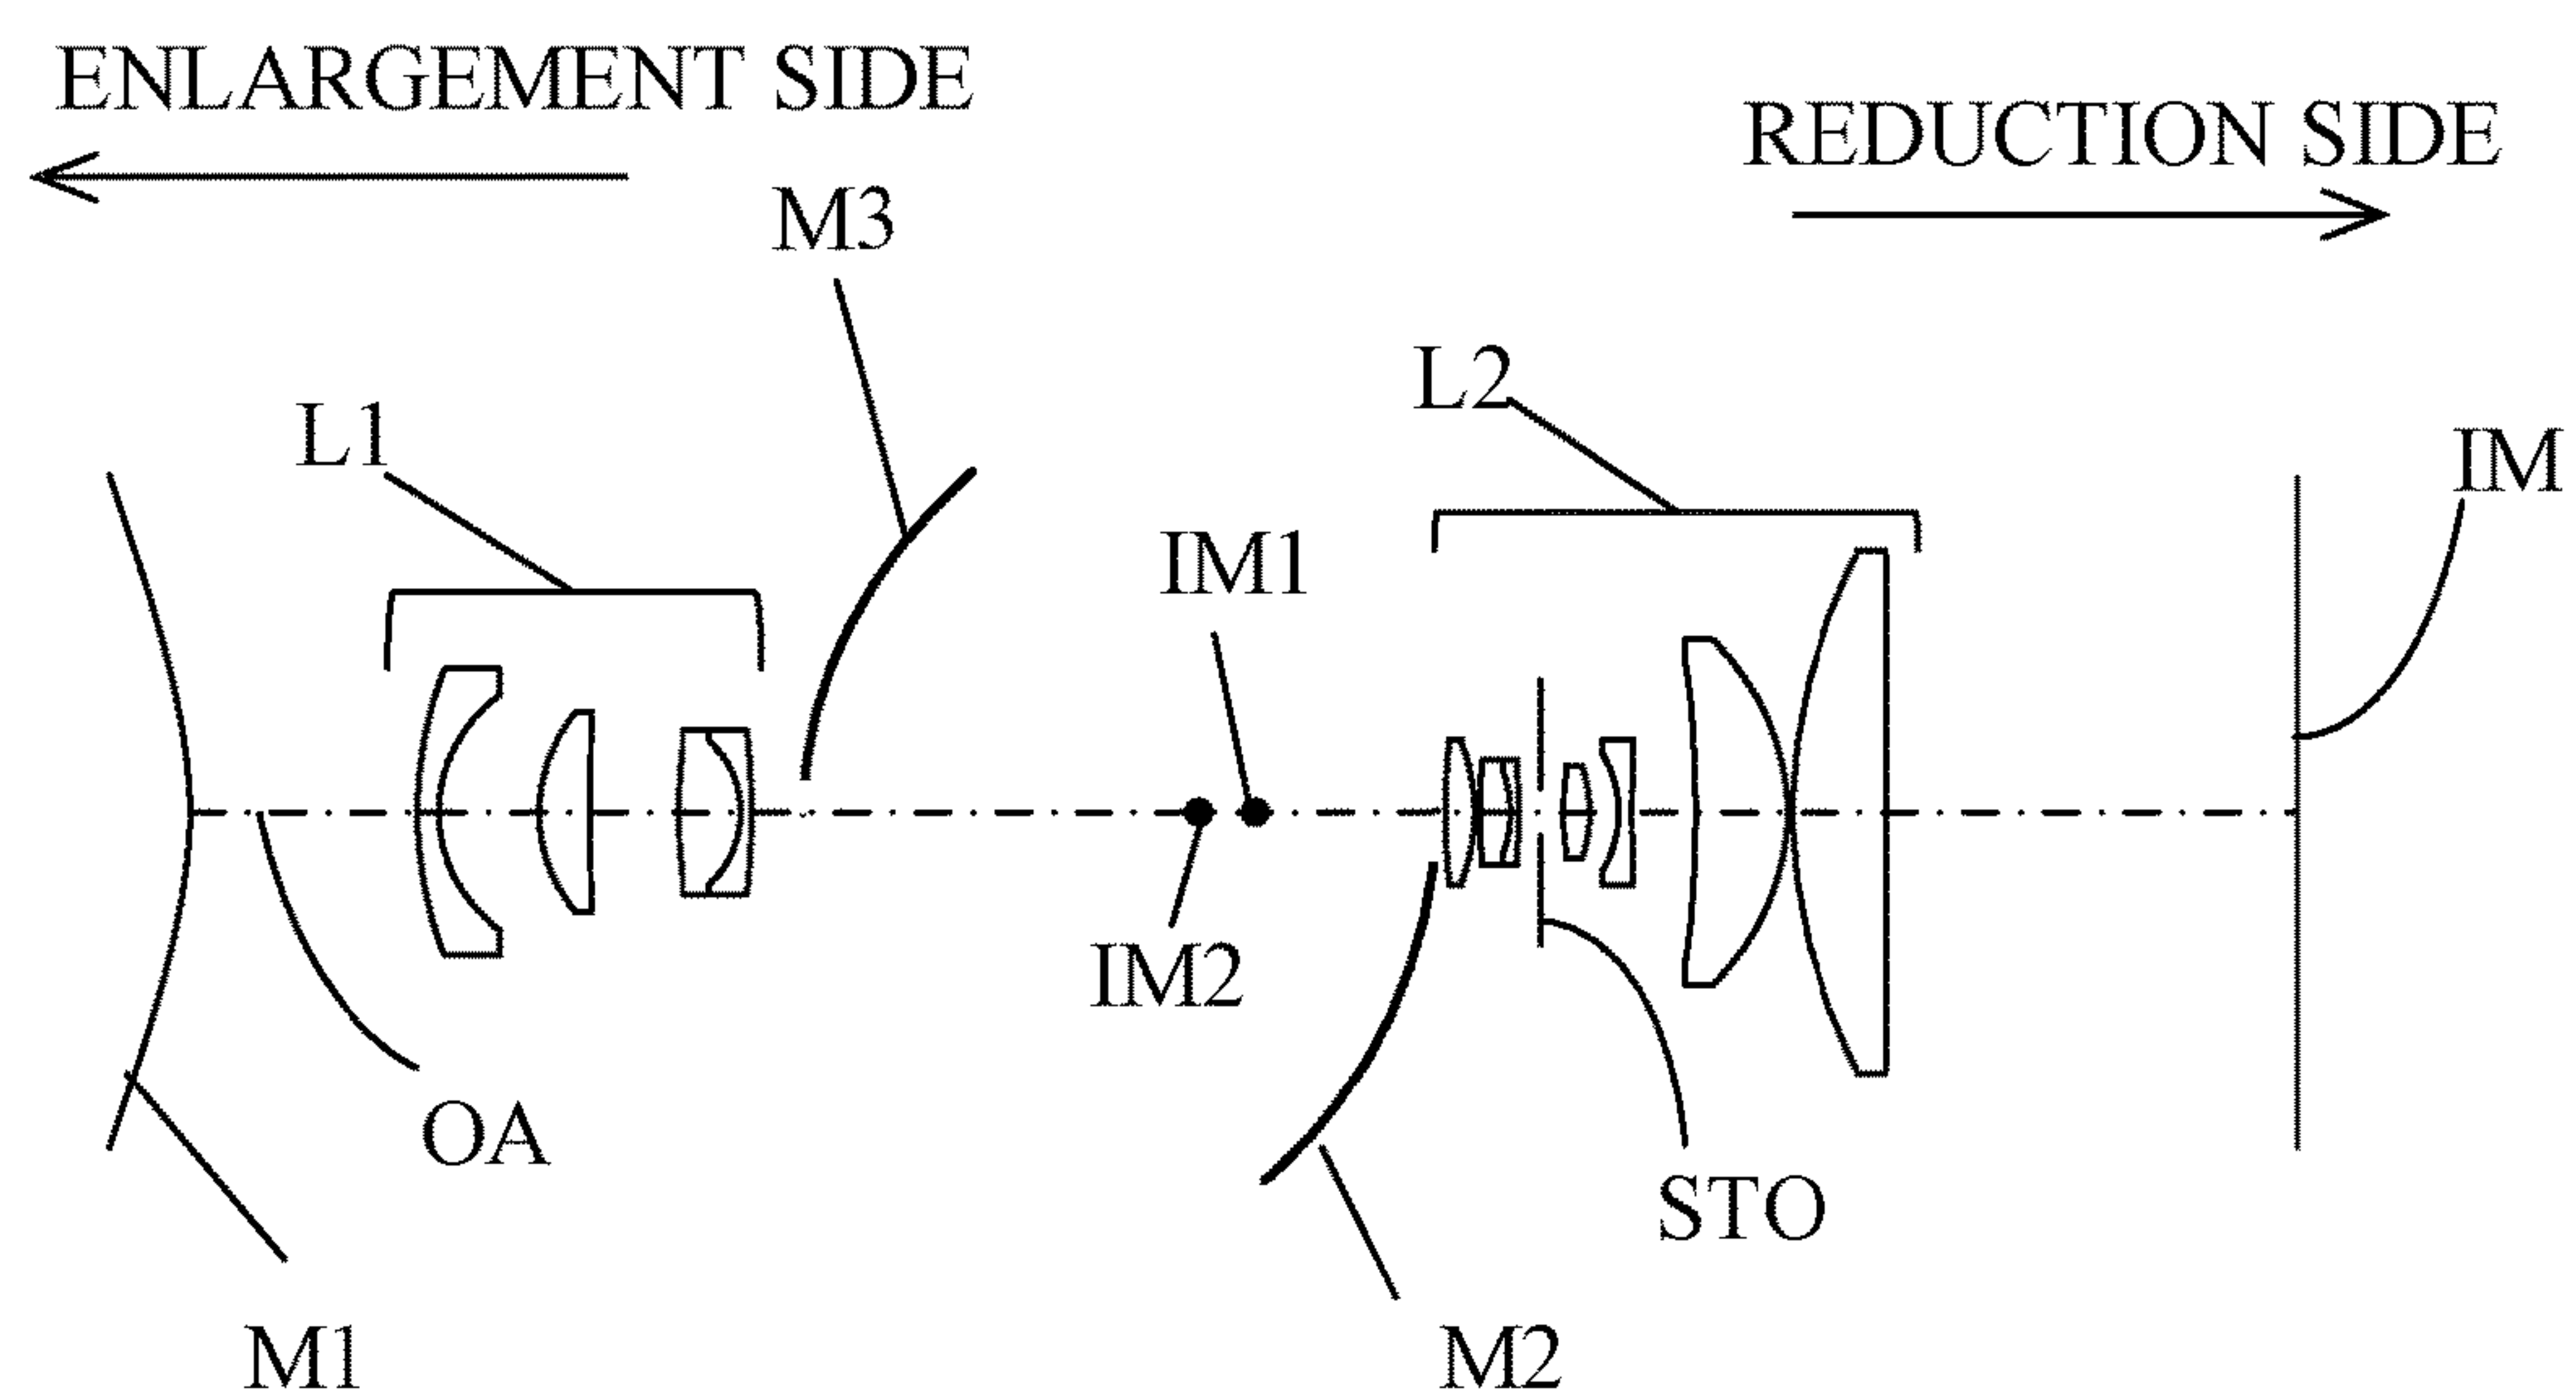 ENLARGEMENT SIDE
REDUCTION SIDE
M3
L2
L1
IM
IM1
IM2
OA
STO
M1
M2